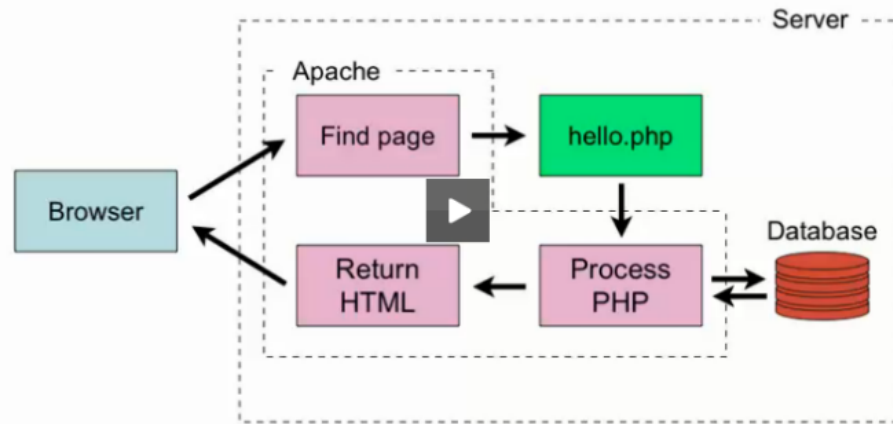 Server
Apache
Find page
hello.php
Browser
Database
Return
HTML
Process
PHP